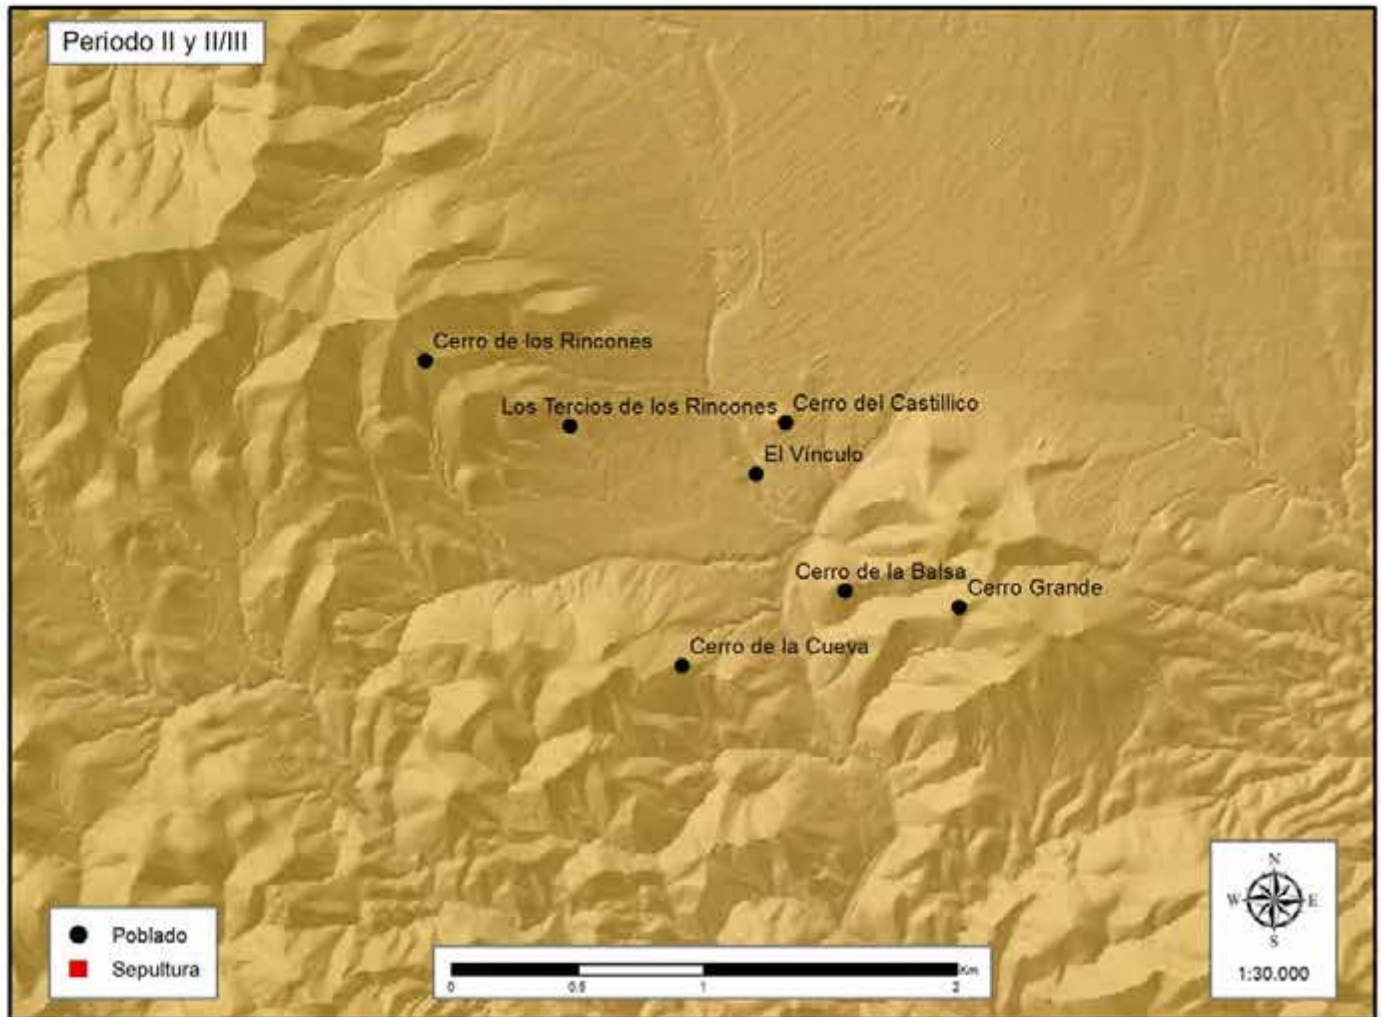 Periodo II y II/III
Cerro de los Rincones
Los Tercios de los Rincones
Cerro del Castillico
El Vínculo
Cerro de la Balsa
Cerro Grande
Cerro de la Cueva
Poblado
Sepultura
0 0.5 1 2 Km
N
W E
S
1:30.000